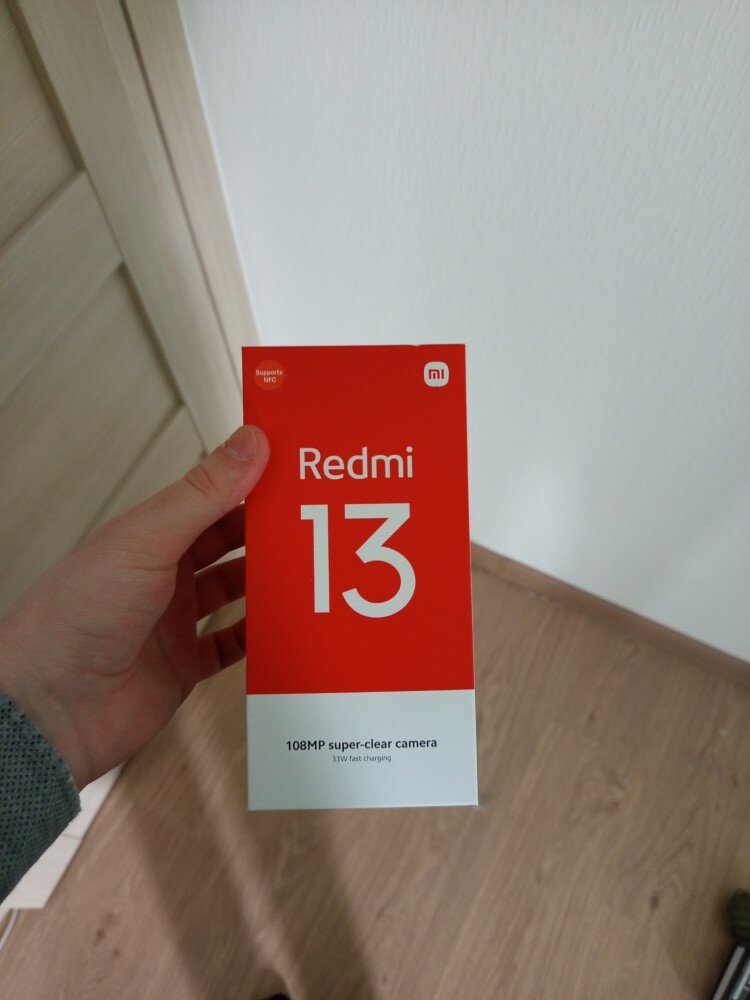 Supports
NFC
mi
Redmi
13
108MP super-clear camera
33W fast charging